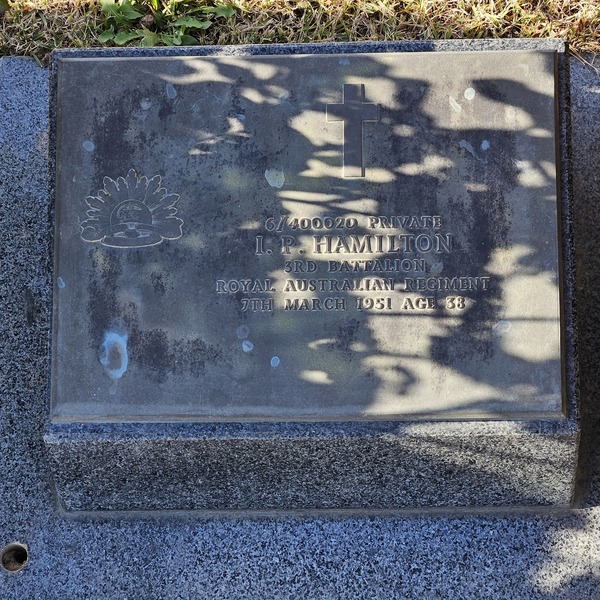 6/400020 PRIVATE
I. P. HAMILTON
3RD BATTALION
ROYAL AUSTRALIAN REGIMENT
7TH MARCH 1951 AGE 38